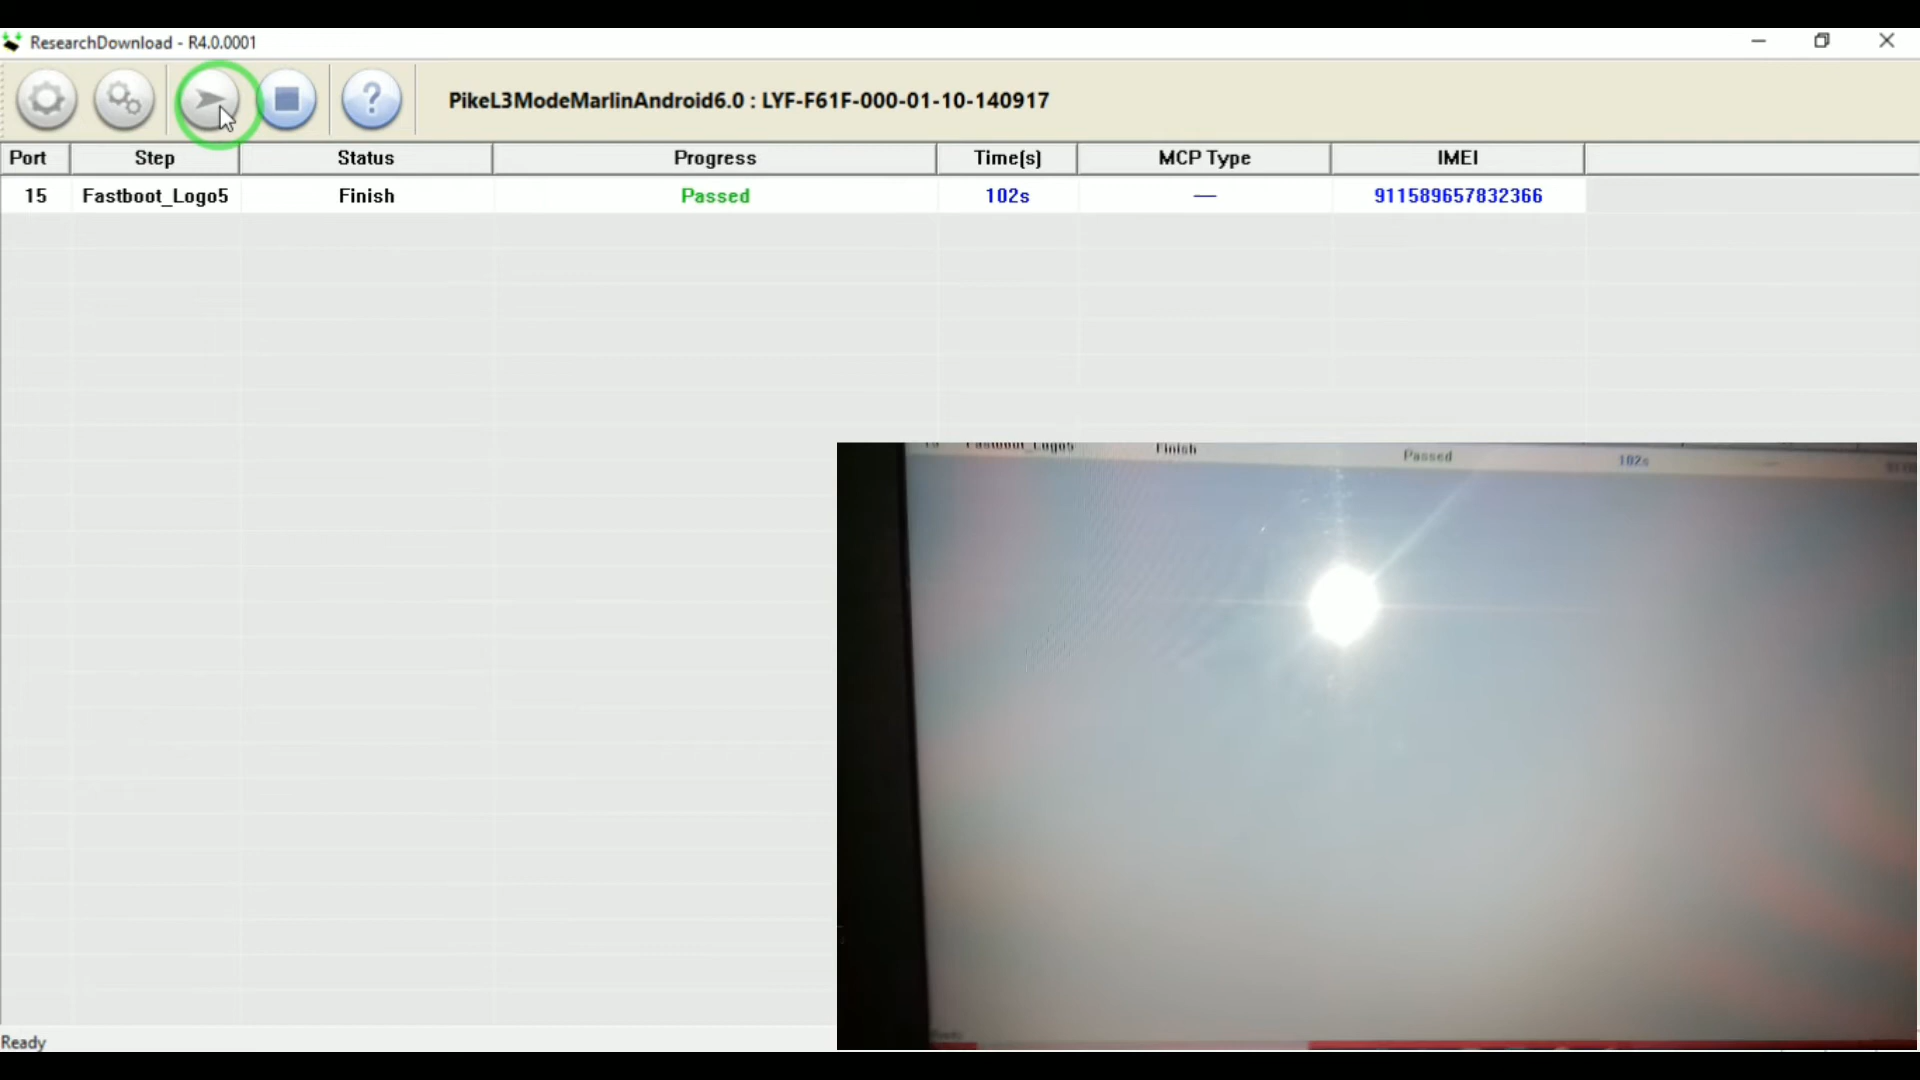 ResearchDownload - R4.0.0001
PikeL3ModeMarlinAndroid6.0 : LYF-F61F-000-01-10-140917
Port Step Status Progress Time(s) MCP Type IMEI
15 Fastboot_Logo5 Finish Passed 102s — 911589657832366
Fastboot_Logo5 Finish Passed 102s
Ready